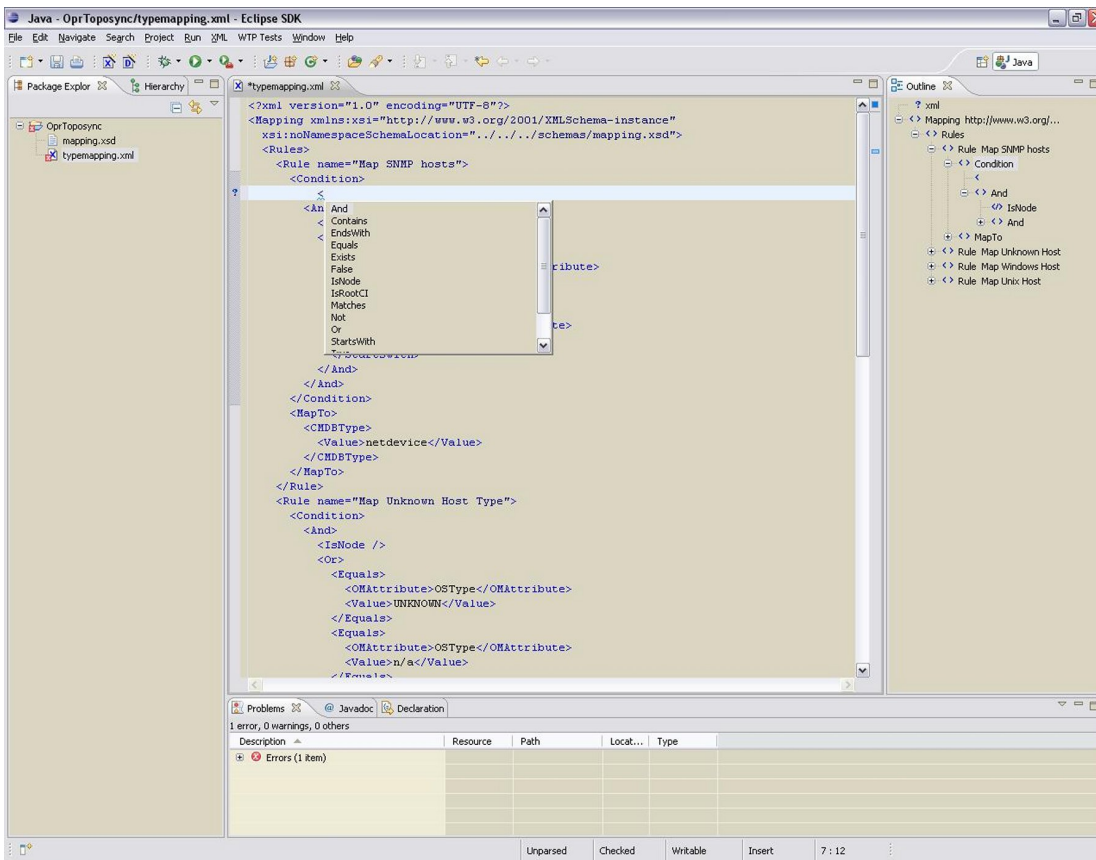 Java - OprToposync/typemapping.xml - Eclipse SDK
File Edit Navigate Search Project Run XML WTP Tests Window Help
Java
Package Explor
Hierarchy
OprToposync
mapping.xsd
typemapping.xml
*typemapping.xml
<?xml version="1.0" encoding="UTF-8"?>
<Mapping xmlns:xsi="http://www.w3.org/2001/XMLSchema-instance"
xsi:noNamespaceSchemaLocation="../../../schemas/mapping.xsd">
<Rules>
<Rule name="Map SNMP hosts">
<Condition>
<
<An
<
<
And
Contains
EndsWith
Equals
Exists
False
IsNode
IsRootCI
Matches
Not
Or
StartsWith
ribute>
te>
</And>
</And>
</Condition>
<MapTo>
<CMDBType>
<Value>netdevice</Value>
</CMDBType>
</MapTo>
</Rule>
<Rule name="Map Unknown Host Type">
<Condition>
<And>
<IsNode />
<Or>
<Equals>
<OMAttribute>OSType</OMAttribute>
<Value>UNKNOWN</Value>
</Equals>
<Equals>
<OMAttribute>OSType</OMAttribute>
<Value>n/a</Value>
</Equals>
Outline
? xml
<> Mapping http://www.w3.org/...
<> Rules
<> Rule Map SNMP hosts
<> Condition
<
<> And
</> IsNode
<> And
<> MapTo
<> Rule Map Unknown Host
<> Rule Map Windows Host
<> Rule Map Unix Host
Problems @ Javadoc Declaration
1 error, 0 warnings, 0 others
Description Resource Path Locat... Type
Errors (1 item)
Unparsed Checked Writable Insert 7 : 12